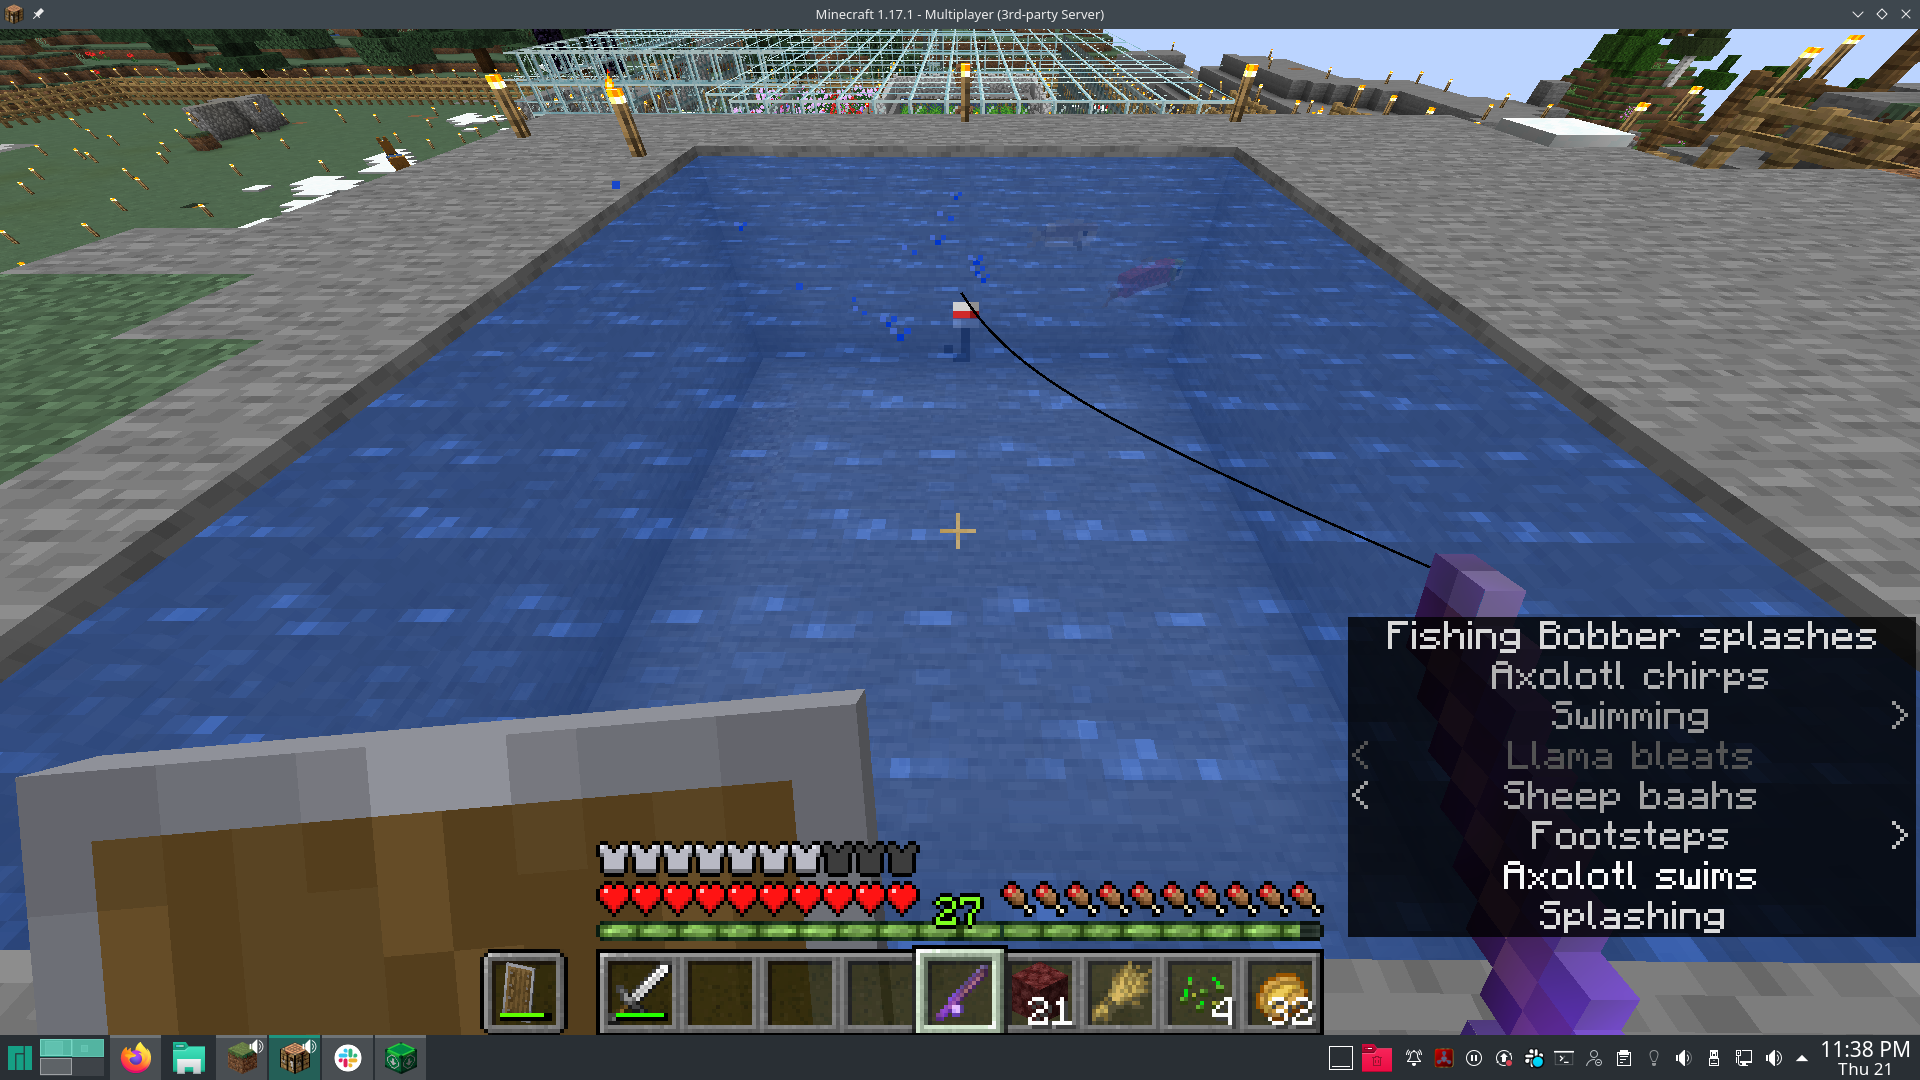 Minecraft 1.17.1 - Multiplayer (3rd-party Server)
Fishing Bobber splashes
Axolotl chirps
Swimming >
< Llama bleats
< Sheep baahs
Footsteps >
Axolotl swims
Splashing
27
21
4
32
11:38 PM
Thu 21